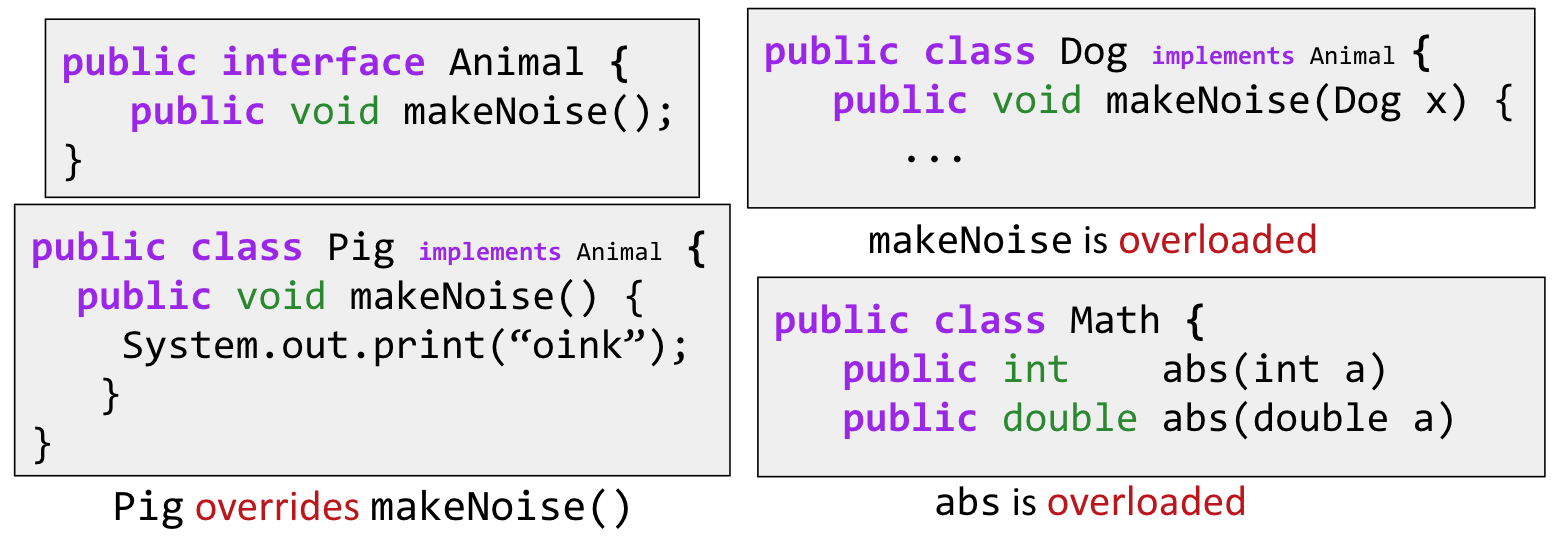 public interface Animal {
   public void makeNoise();
}
public class Pig implements Animal {
  public void makeNoise() {
    System.out.print(“oink”);
   }
}
Pig overrides makeNoise()
public class Dog implements Animal {
   public void makeNoise(Dog x) {
      ...
makeNoise is overloaded
public class Math {
   public int    abs(int a)
   public double abs(double a)
abs is overloaded